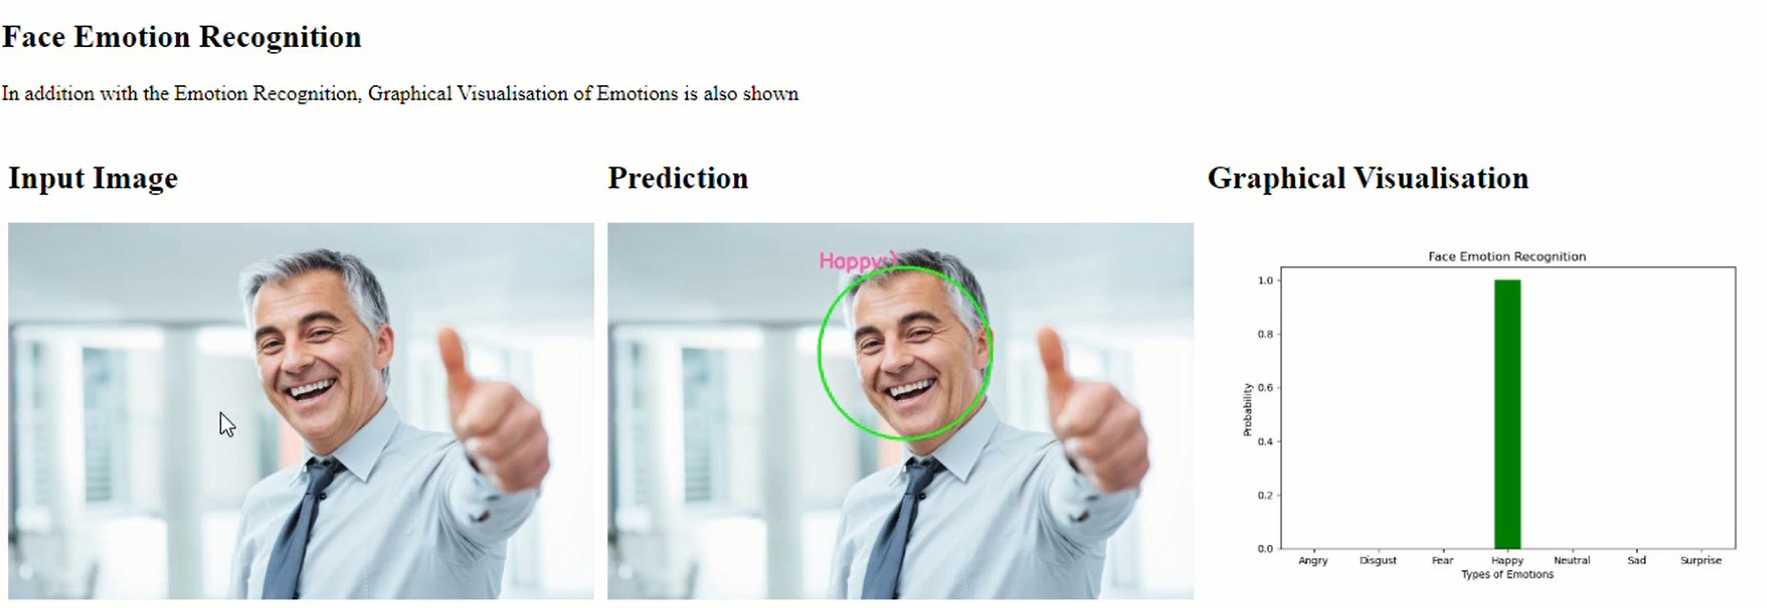 Face Emotion Recognition
In addition with the Emotion Recognition, Graphical Visualisation of Emotions is also shown
Input Image
Prediction
Happy:)
Graphical Visualisation
Face Emotion Recognition
1.0
0.8
0.6
0.4
0.2
0.0
Probability
Angry Disgust Fear Happy Neutral Sad Surprise
Types of Emotions